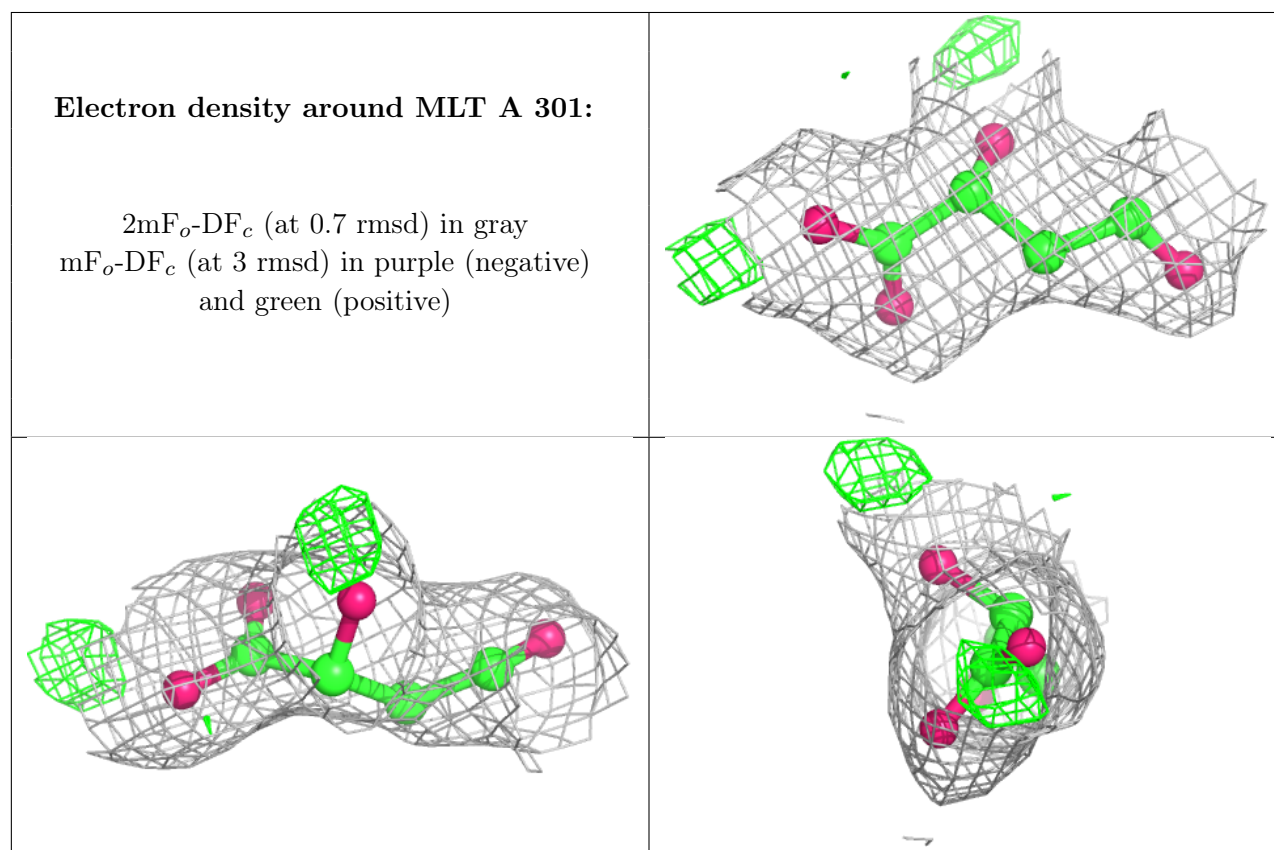 Electron density around MLT A 301:
2mFo-DFc (at 0.7 rmsd) in gray
mFo-DFc (at 3 rmsd) in purple (negative)
and green (positive)